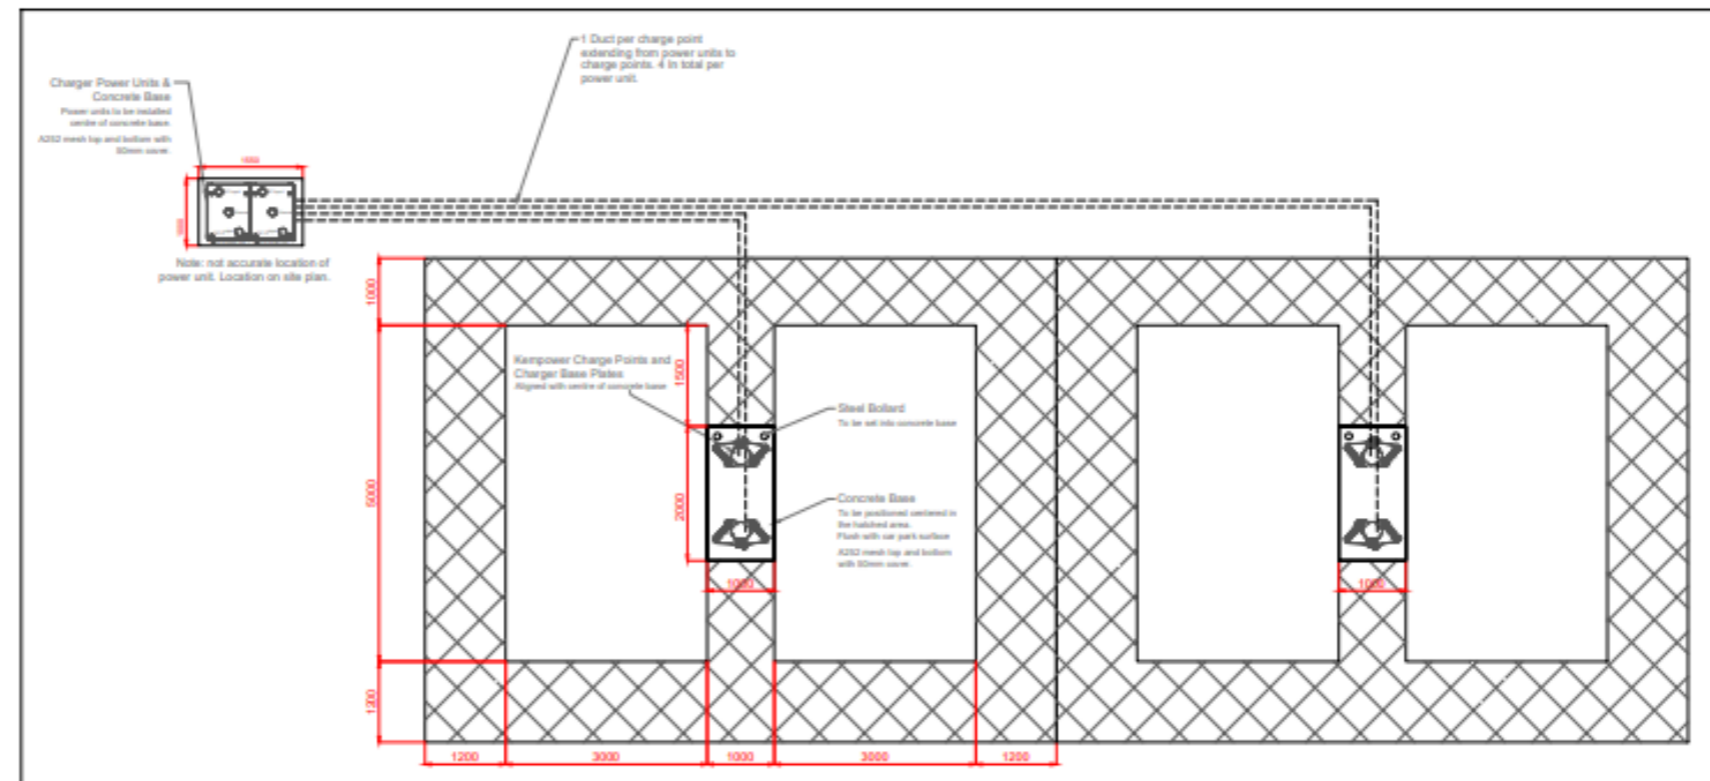 1 Duct per charge point
extending from power units to
charge points. 4 in total per
power unit.
Charger Power Units &
Concrete Base
Power units to be installed
centre of concrete base.
A252 mesh top and bottom with
50mm cover.
Note: not accurate location of
power unit. Location on site plan.
1000
5000
1200
Kempower Charge Points and
Charger Base Plates
Aligned with centre of concrete base
1500
2000
1000
Steel Bollard
To be set into concrete base
Concrete Base
To be positioned centered in
the hatched area.
Flush with car park surface
A252 mesh top and bottom
with 50mm cover.
1000
1200
3000
1000
3000
1200